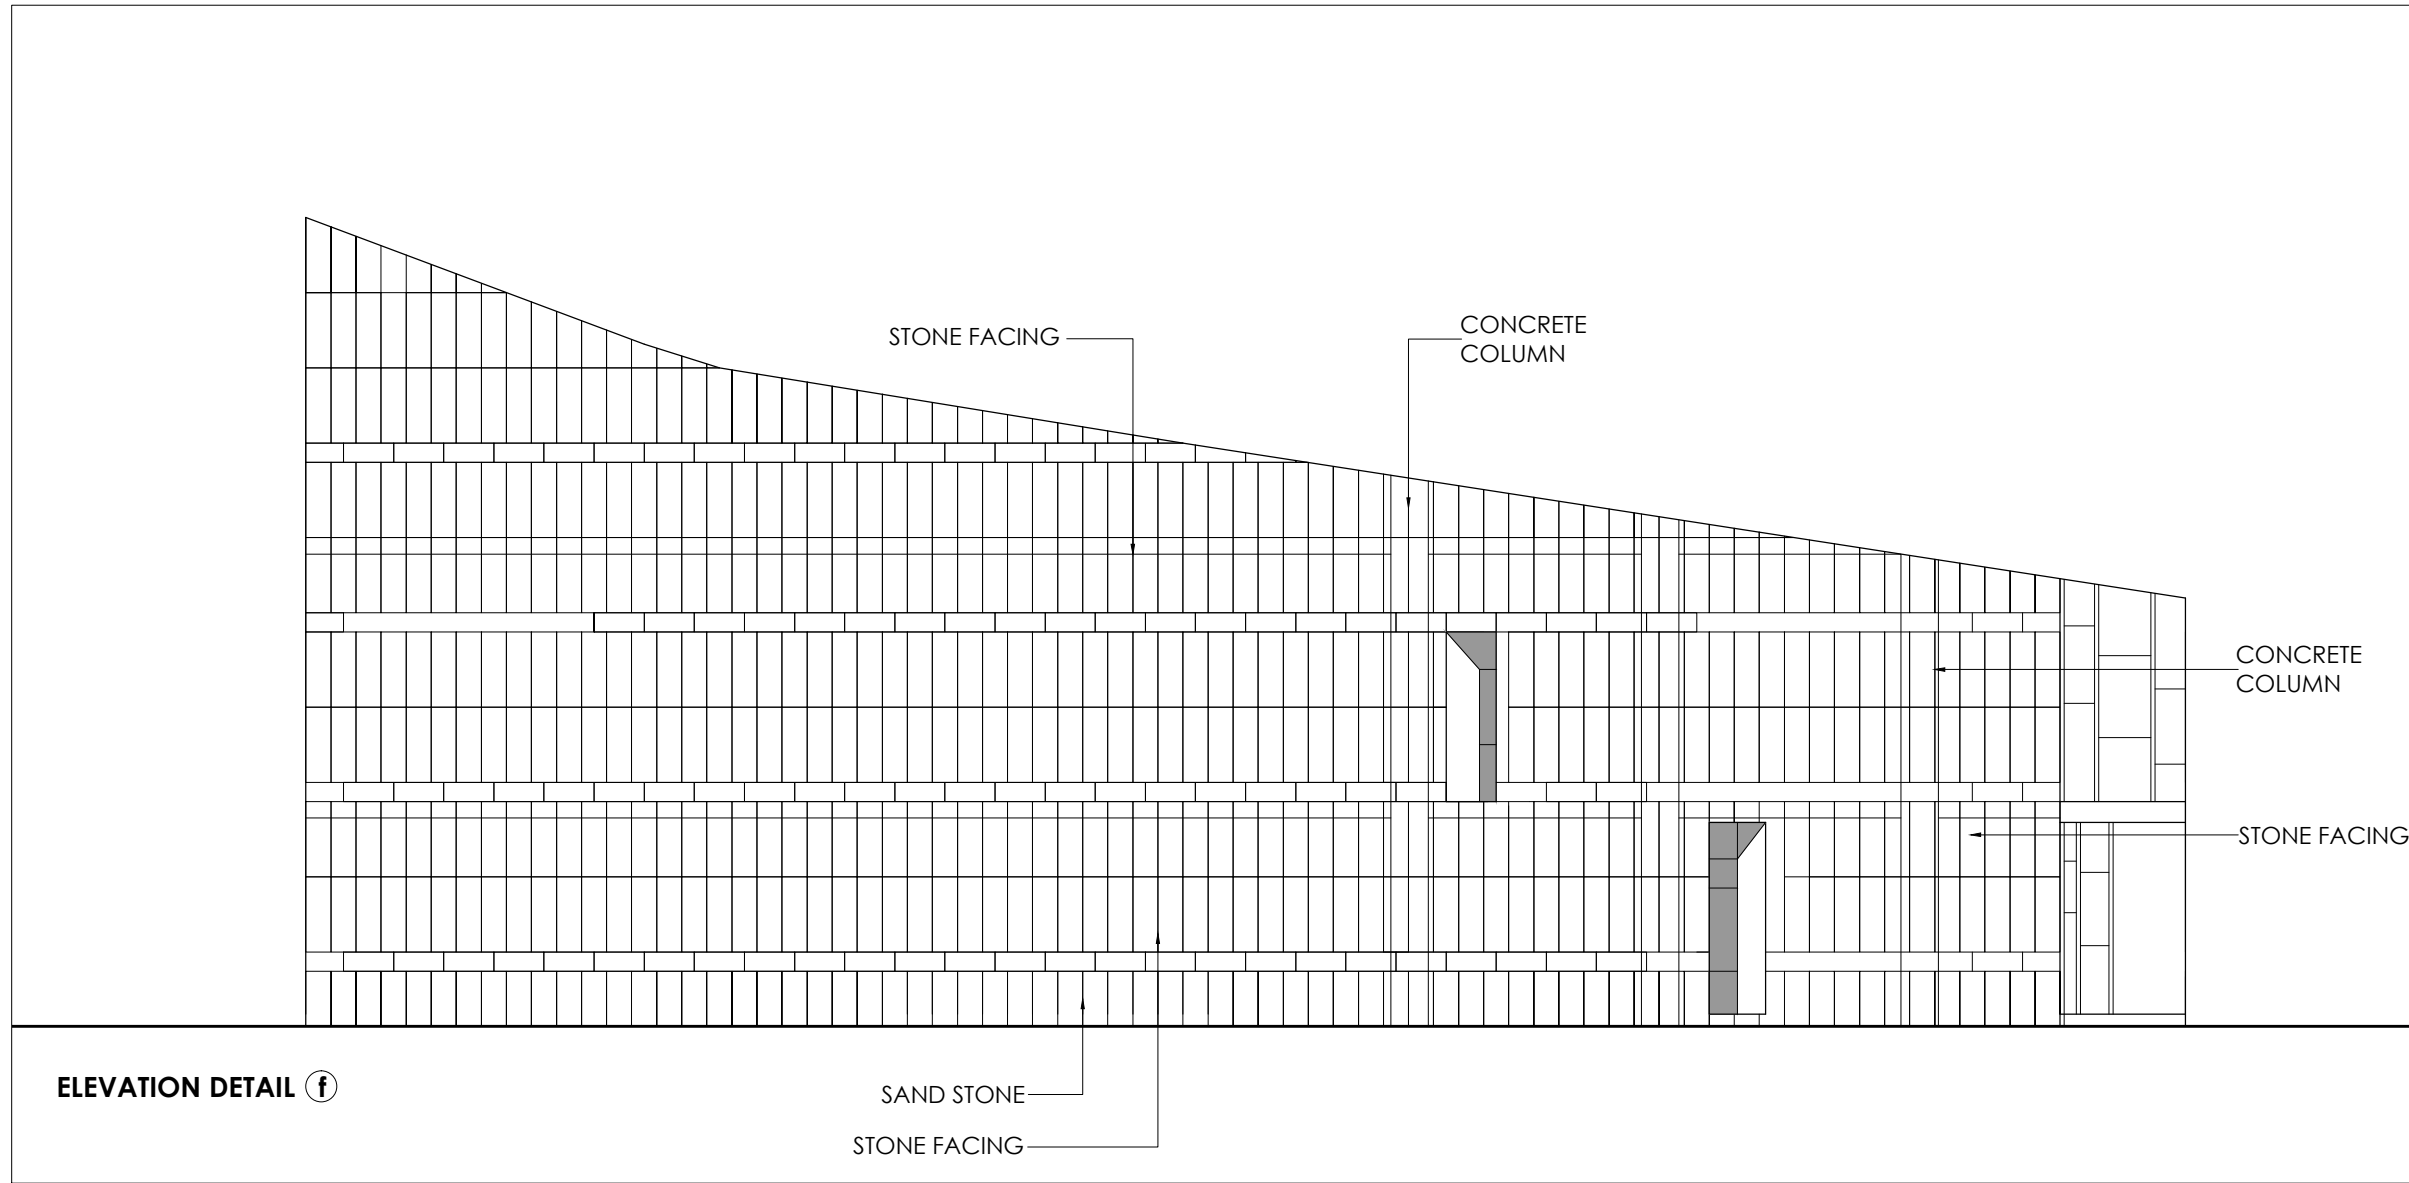 STONE FACING
CONCRETE
COLUMN
CONCRETE
COLUMN
STONE FACING
ELEVATION DETAIL f
SAND STONE
STONE FACING